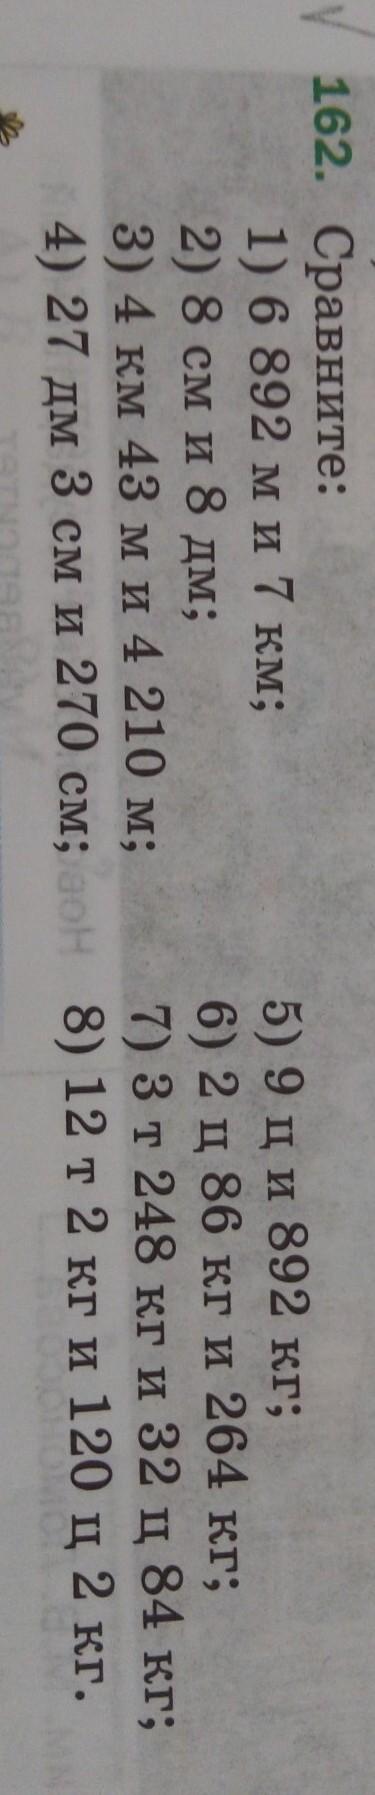 162. Сравните:
1) 6 892 м и 7 км;
2) 8 см и 8 дм;
3) 4 км 43 м и 4 210 м;
4) 27 дм 3 см и 270 см;
5) 9 ц и 892 кг;
6) 2 ц 86 кг и 264 кг;
7) 3 т 248 кг и 32 ц 84 кг;
8) 12 т 2 кг и 120 ц 2 кг.